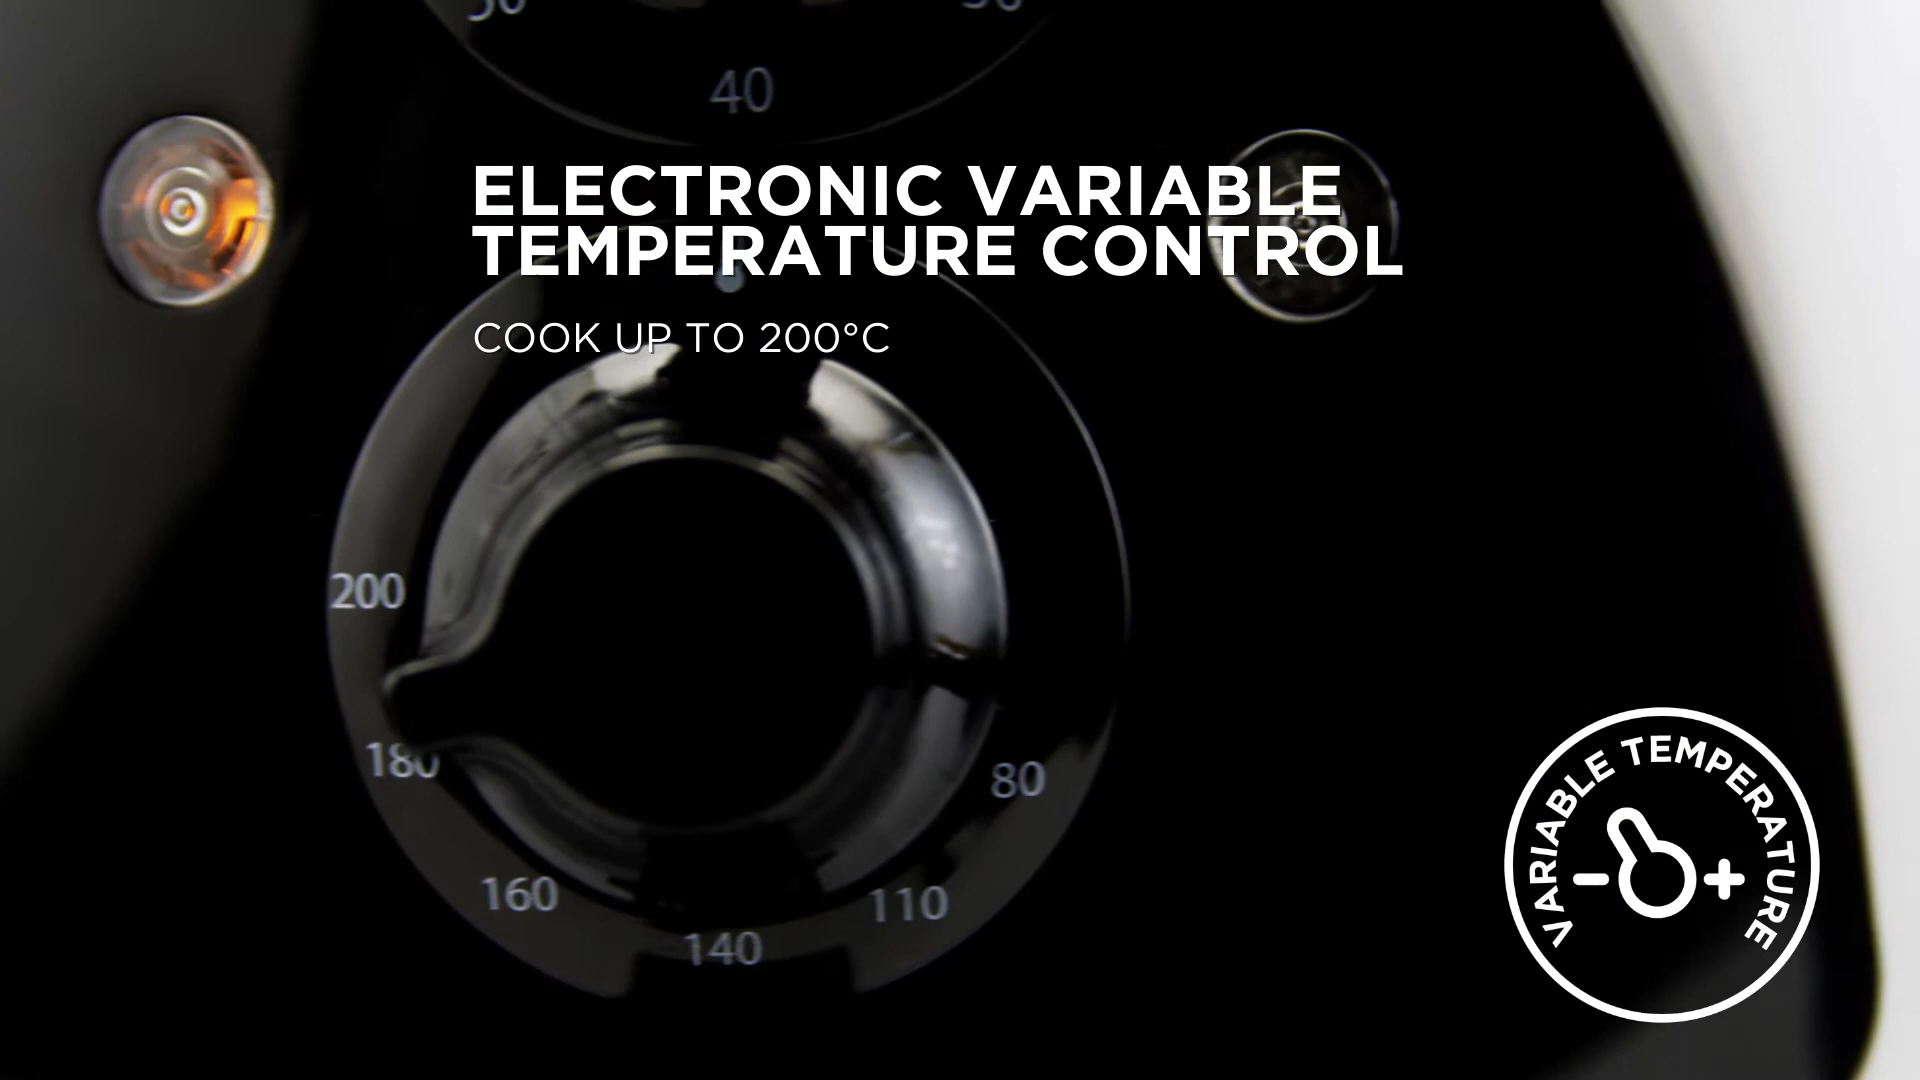 40
ELECTRONIC VARIABLE
TEMPERATURE CONTROL
COOK UP TO 200°C
200
180
160
140
110
80
VARIABLE TEMPERATURE
- +